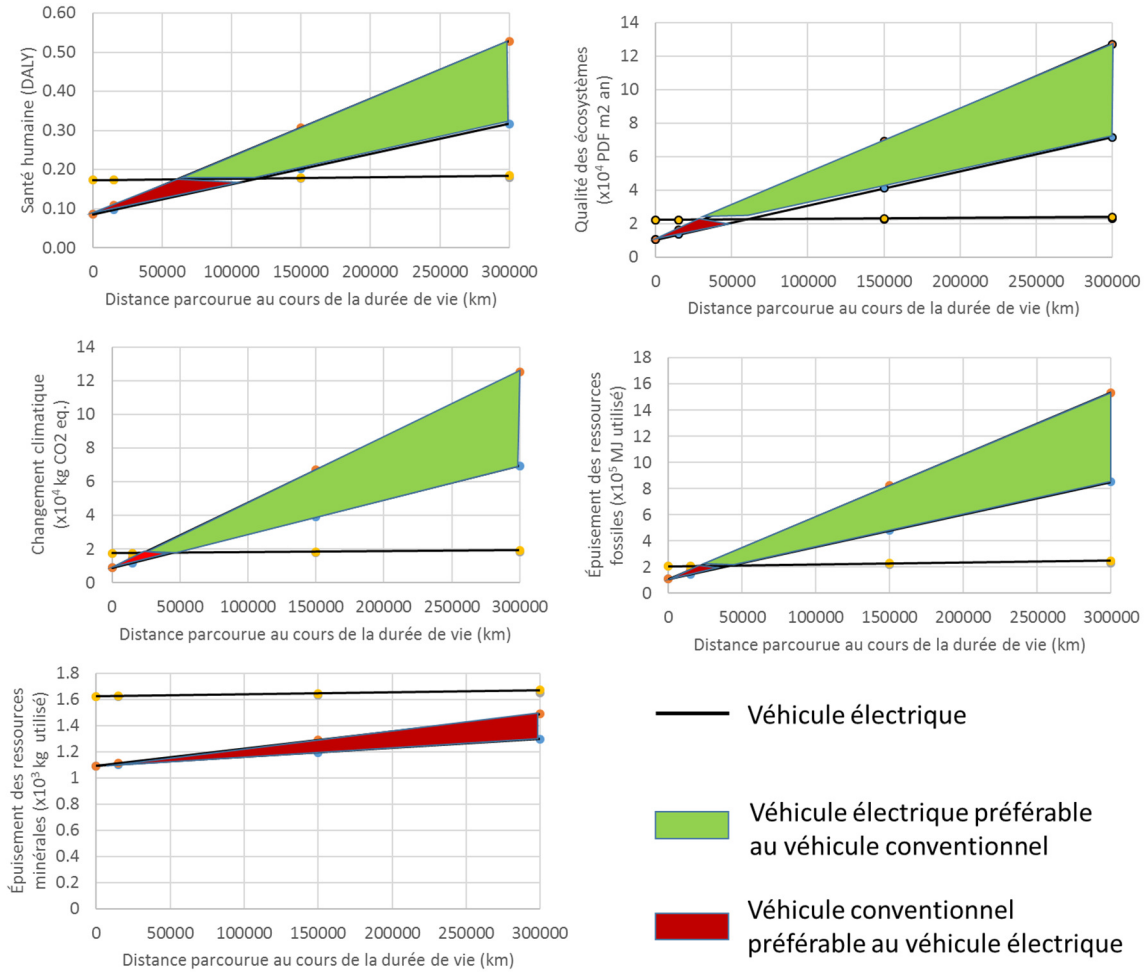 Santé humaine (DALY)
0.60
0.50
0.40
0.30
0.20
0.10
0.00
0 50000 100000 150000 200000 250000 300000
Distance parcourue au cours de la durée de vie (km)
Qualité des écosystèmes
(x10⁴ PDF m2 an)
14
12
10
8
6
4
2
0
0 50000 100000 150000 200000 250000 300000
Distance parcourue au cours de la durée de vie (km)
Changement climatique
(x10⁴ kg CO2 eq.)
14
12
10
8
6
4
2
0
0 50000 100000 150000 200000 250000 300000
Distance parcourue au cours de la durée de vie (km)
Épuisement des ressources
fossiles (x10⁵ MJ utilisé)
18
16
14
12
10
8
6
4
2
0
0 50000 100000 150000 200000 250000 300000
Distance parcourue au cours de la durée de vie (km)
Épuisement des ressources
minérales (x10³ kg utilisé)
1.8
1.6
1.4
1.2
1
0.8
0.6
0.4
0.2
0
0 50000 100000 150000 200000 250000 300000
Distance parcourue au cours de la durée de vie (km)
Véhicule électrique
Véhicule électrique préférable
au véhicule conventionnel
Véhicule conventionnel
préférable au véhicule électrique